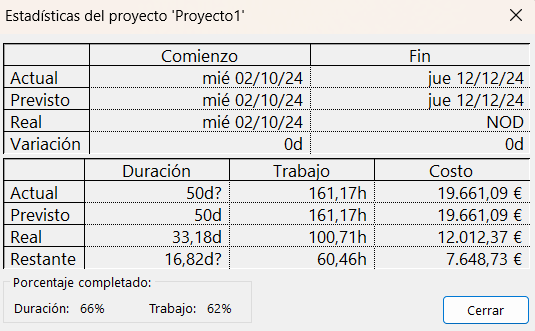 Estadísticas del proyecto 'Proyecto1'
Comienzo Fin
Actual mié 02/10/24 jue 12/12/24
Previsto mié 02/10/24 jue 12/12/24
Real mié 02/10/24 NOD
Variación 0d 0d
Duración Trabajo Costo
Actual 50d? 161,17h 19.661,09 €
Previsto 50d 161,17h 19.661,09 €
Real 33,18d 100,71h 12.012,37 €
Restante 16,82d? 60,46h 7.648,73 €
Porcentaje completado:
Duración: 66% Trabajo: 62%
Cerrar